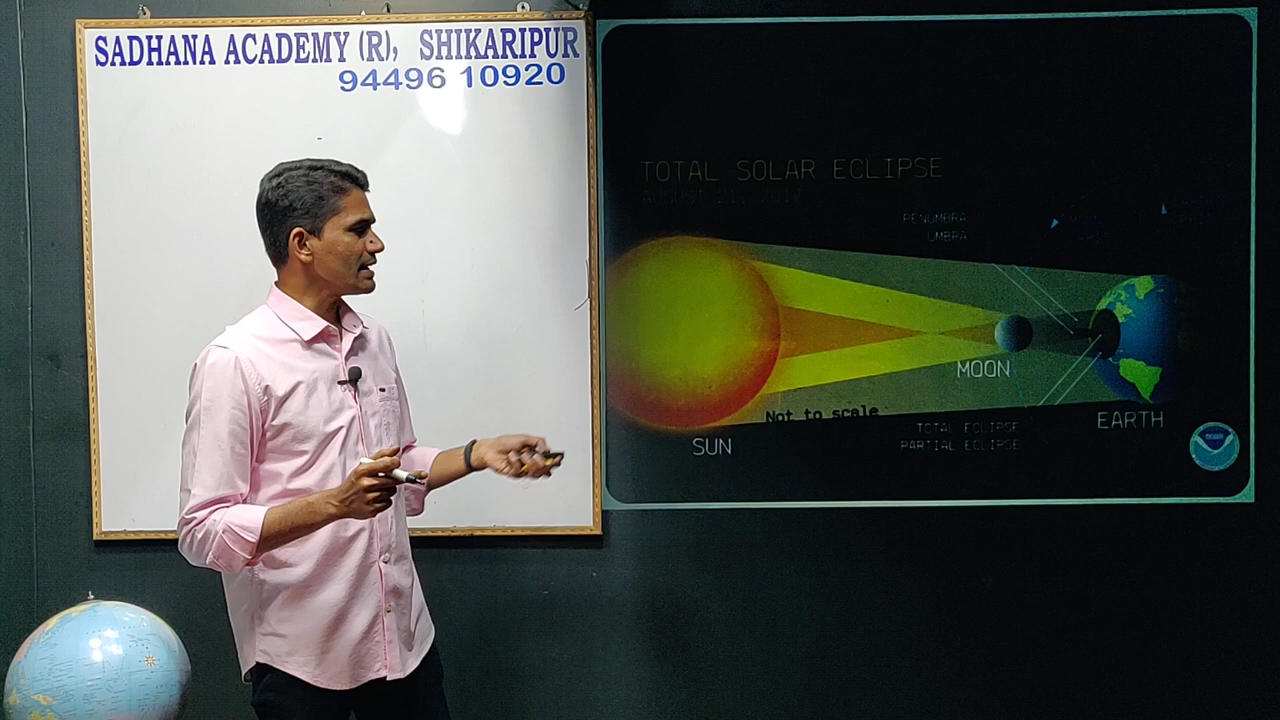 SADHANA ACADEMY (R), SHIKARIPUR
94496 10920
TOTAL SOLAR ECLIPSE
PENUMBRA
UMBRA
MOON
Not to scale
SUN
EARTH
TOTAL ECLIPSE
PARTIAL ECLIPSE